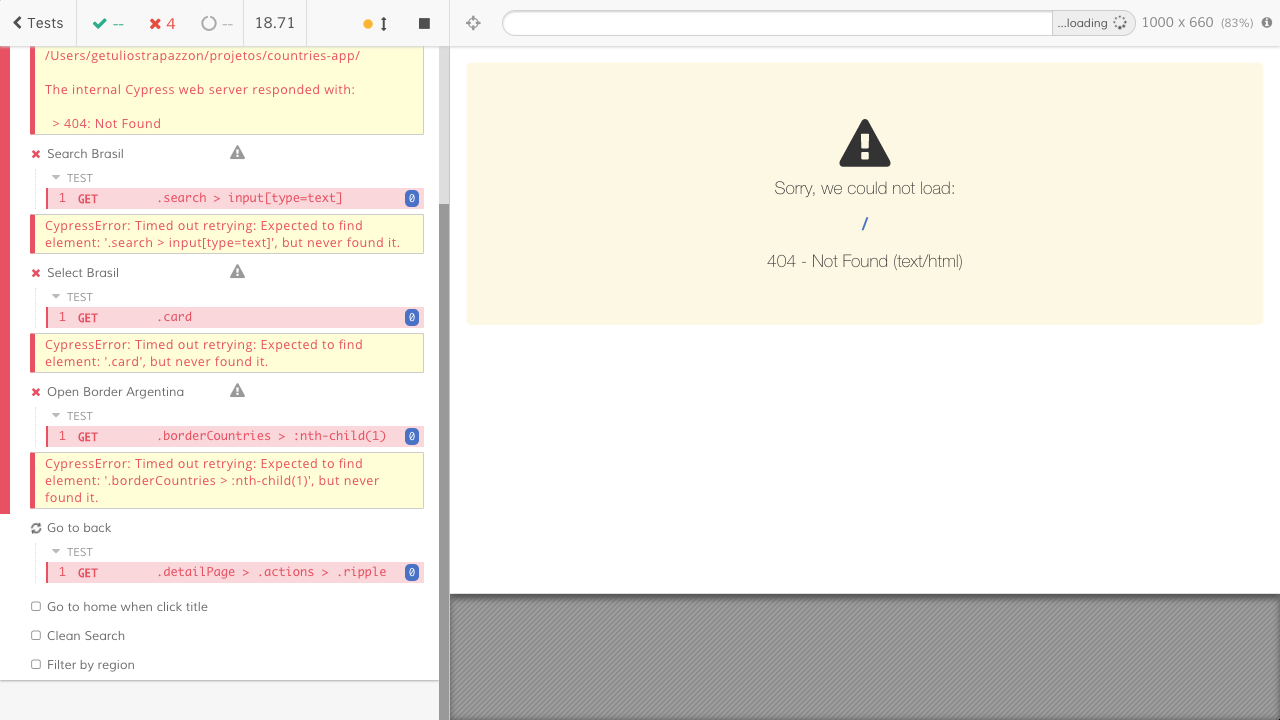 Tests
--
4
--
18.71
...loading
1000 x 660 (83%)
/Users/getuliostrapazzon/projetos/countries-app/
The internal Cypress web server responded with:
> 404: Not Found
Search Brasil
TEST
1 GET .search > input[type=text] 0
CypressError: Timed out retrying: Expected to find
element: '.search > input[type=text]', but never found it.
Select Brasil
TEST
1 GET .card 0
CypressError: Timed out retrying: Expected to find
element: '.card', but never found it.
Open Border Argentina
TEST
1 GET .borderCountries > :nth-child(1) 0
CypressError: Timed out retrying: Expected to find
element: '.borderCountries > :nth-child(1)', but never
found it.
Go to back
TEST
1 GET .detailPage > .actions > .ripple 0
Go to home when click title
Clean Search
Filter by region
Sorry, we could not load:
/
404 - Not Found (text/html)